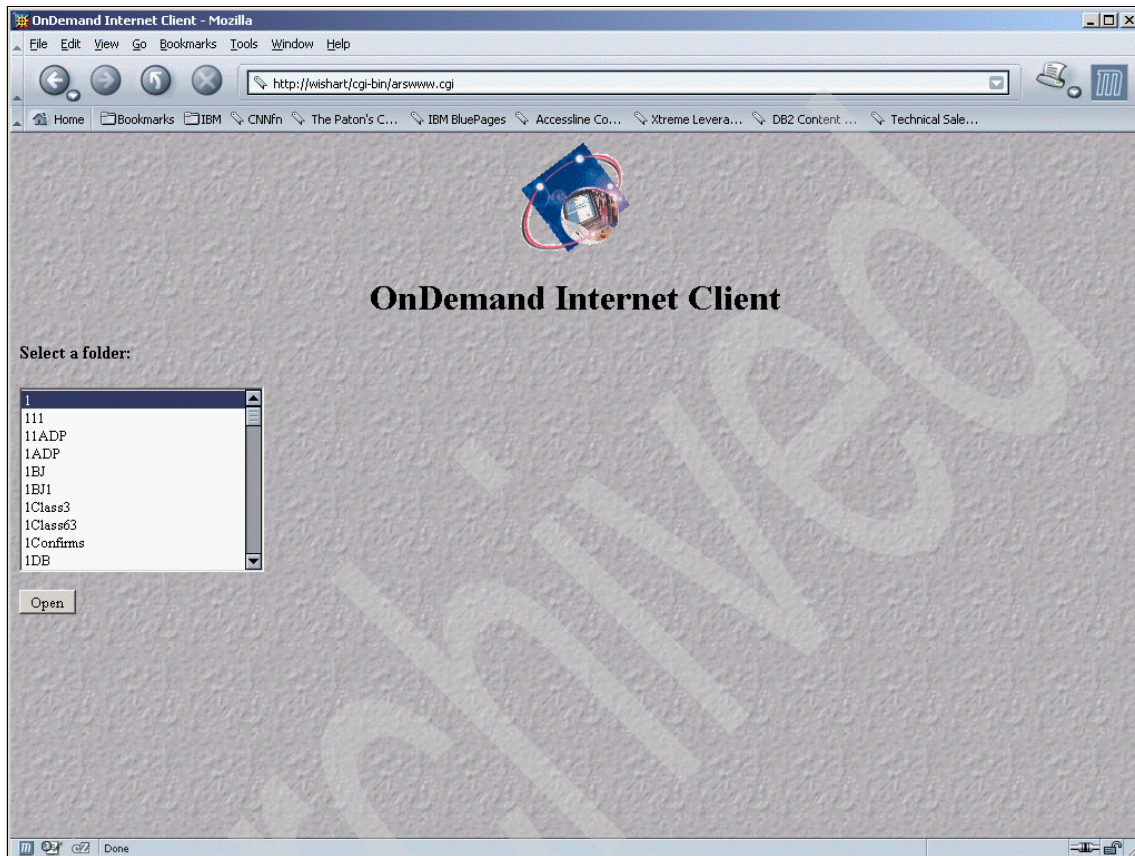 OnDemand Internet Client - Mozilla
File Edit View Go Bookmarks Tools Window Help
http://wishart/cgi-bin/arswww.cgi
Home Bookmarks IBM CNNfn The Paton's C... IBM BluePages Accessline Co... Xtreme Levera... DB2 Content ... Technical Sale...
OnDemand Internet Client
Select a folder:
1
111
11ADP
1ADP
1BJ
1BJ1
1Class3
1Class63
1Confirms
1DB
Open
Done